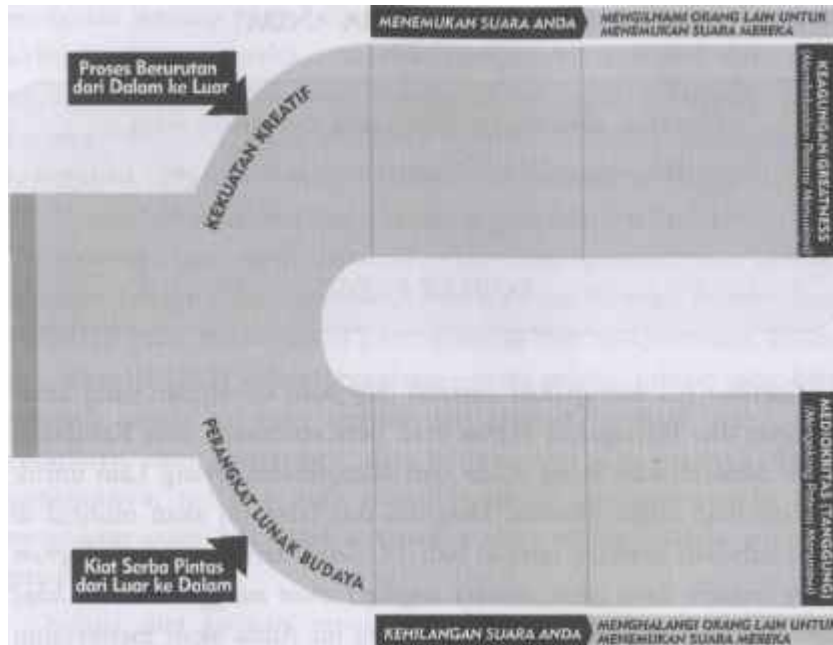 MENEMUKAN SUARA ANDA
MENGILHAMI ORANG LAIN UNTUK
MENEMUKAN SUARA MEREKA
Proses Berurutan
dari Dalam ke Luar
KEKUATAN KREATIF
KEAGUNGAN GREATNESS
PERANGKAT LUNAK BUDAYA
Kiat Serba Pintas
dari Luar ke Dalam
KEHILANGAN SUARA ANDA
MENGHALANGI ORANG LAIN UNTUK
MENEMUKAN SUARA MEREKA